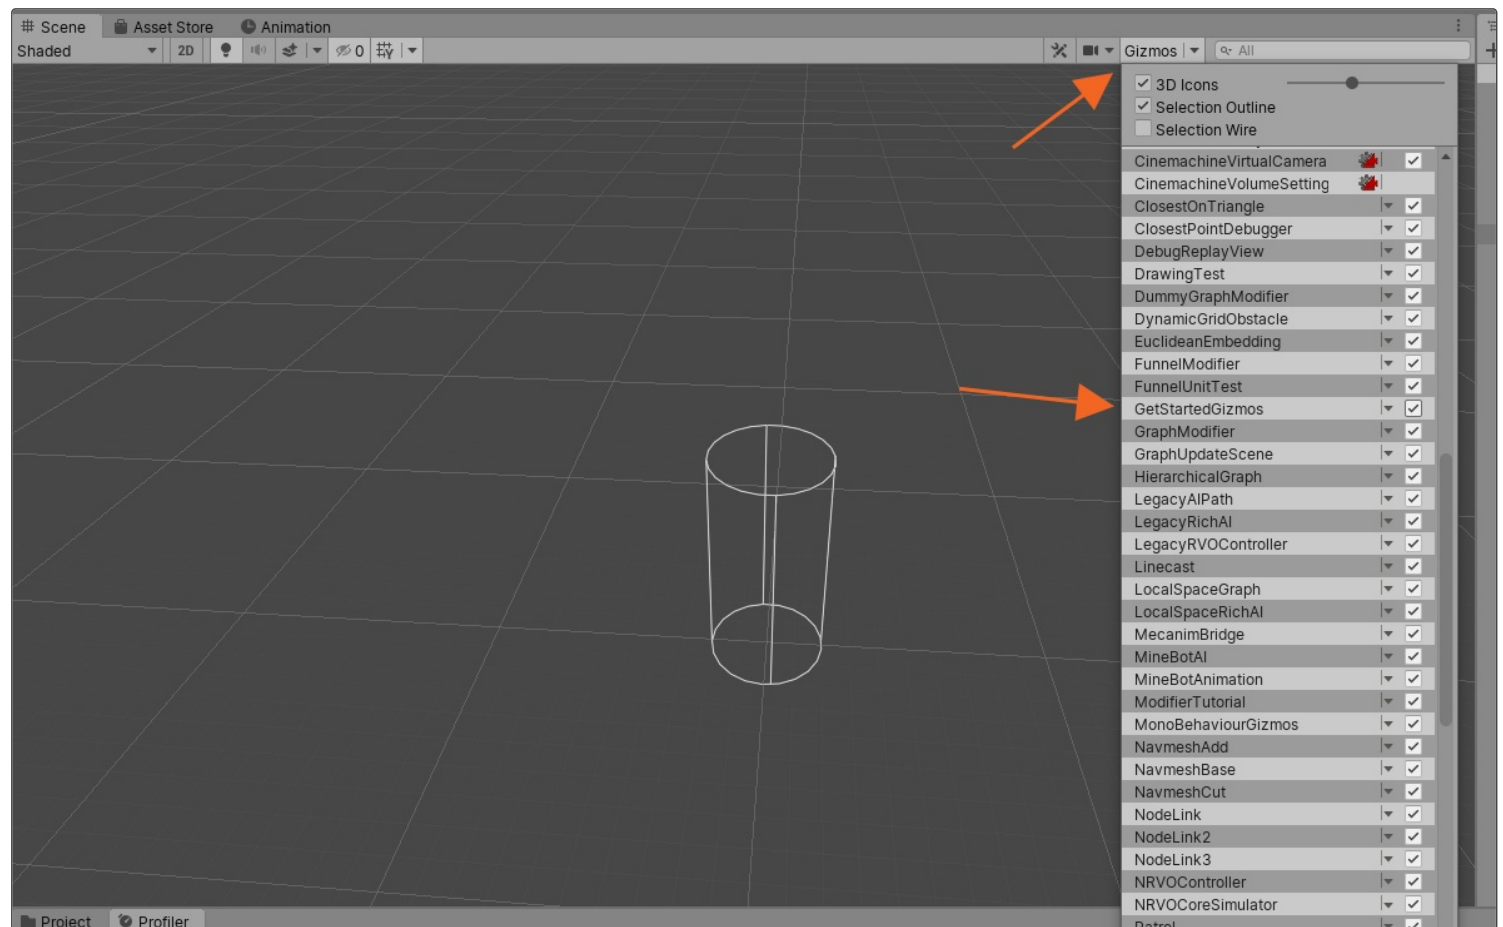 Scene Asset Store Animation
Shaded 2D 0 Gizmos All
3D Icons
Selection Outline
Selection Wire
CinemachineVirtualCamera
CinemachineVolumeSetting
ClosestOnTriangle
ClosestPointDebugger
DebugReplayView
DrawingTest
DummyGraphModifier
DynamicGridObstacle
EuclideanEmbedding
FunnelModifier
FunnelUnitTest
GetStartedGizmos
GraphModifier
GraphUpdateScene
HierarchicalGraph
LegacyAIPath
LegacyRichAI
LegacyRVOController
Linecast
LocalSpaceGraph
LocalSpaceRichAI
MecanimBridge
MineBotAI
MineBotAnimation
ModifierTutorial
MonoBehaviourGizmos
NavmeshAdd
NavmeshBase
NavmeshCut
NodeLink
NodeLink2
NodeLink3
NRVOController
NRVOCoreSimulator
Patrol
Project Profiler